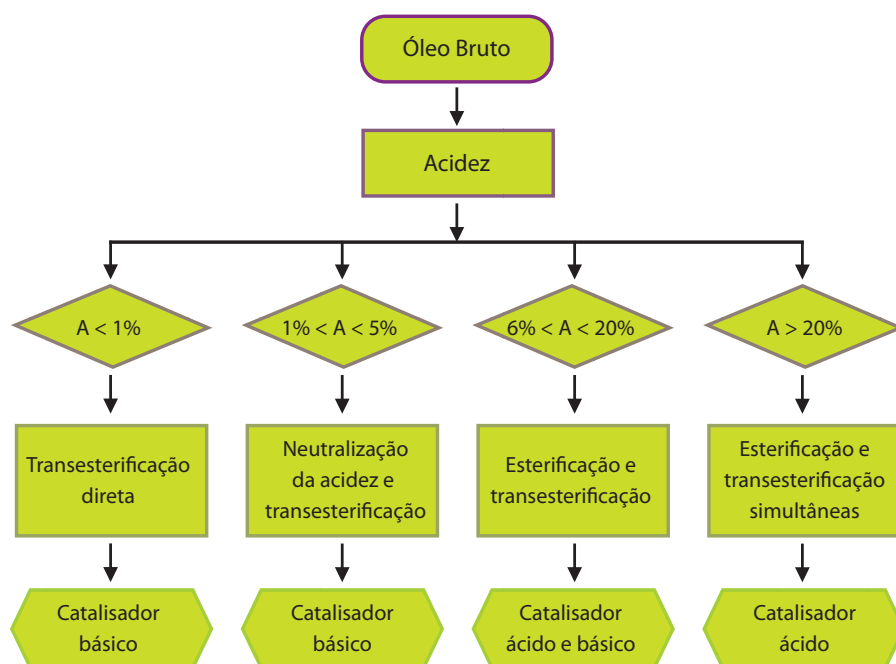 Óleo Bruto
Acidez
A < 1%
1% < A < 5%
6% < A < 20%
A > 20%
Transesterificação
direta
Neutralização
da acidez e
transesterificação
Esterificação e
transesterificação
Esterificação e
transesterificação
simultâneas
Catalisador
básico
Catalisador
básico
Catalisador
ácido e básico
Catalisador
ácido